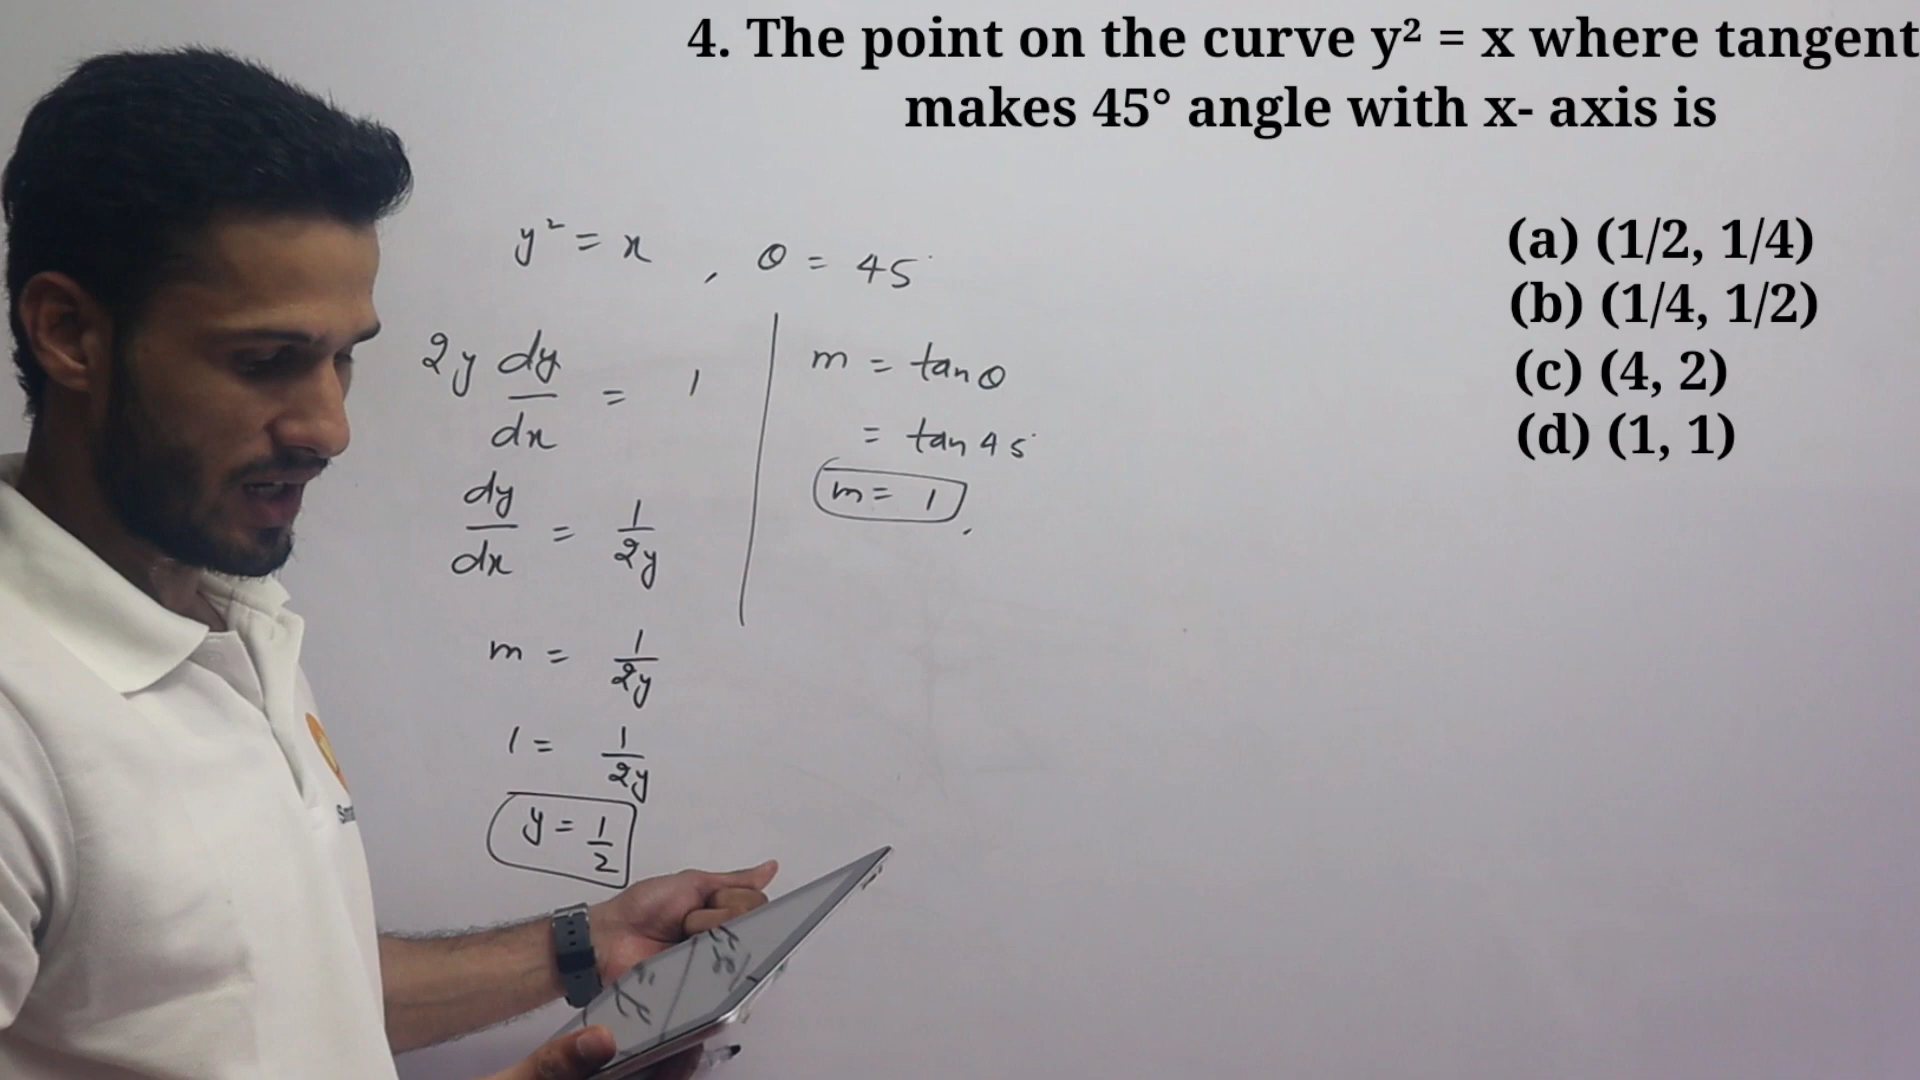 4. The point on the curve y² = x where tangent
makes 45° angle with x- axis is
(a) (1/2, 1/4)
(b) (1/4, 1/2)
(c) (4, 2)
(d) (1, 1)
y² = x , θ = 45°
2y dy/dx = 1
dy/dx = 1/2y
m = 1/2y
1 = 1/2y
y = 1/2
m = tanθ
= tan 45°
m = 1